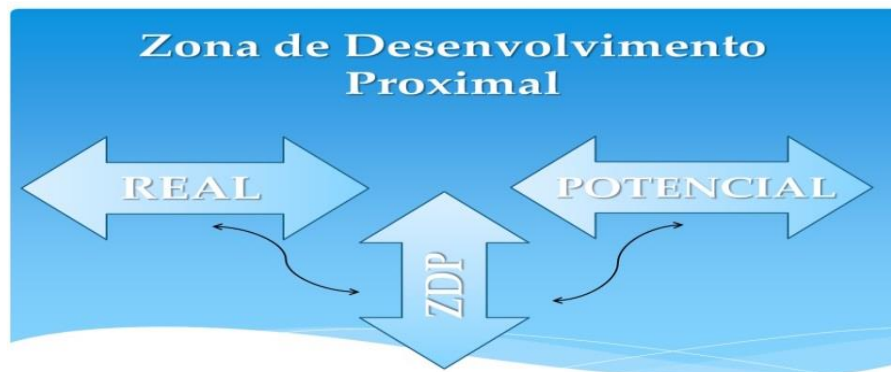 Zona de Desenvolvimento
Proximal
REAL
POTENCIAL
ZDP